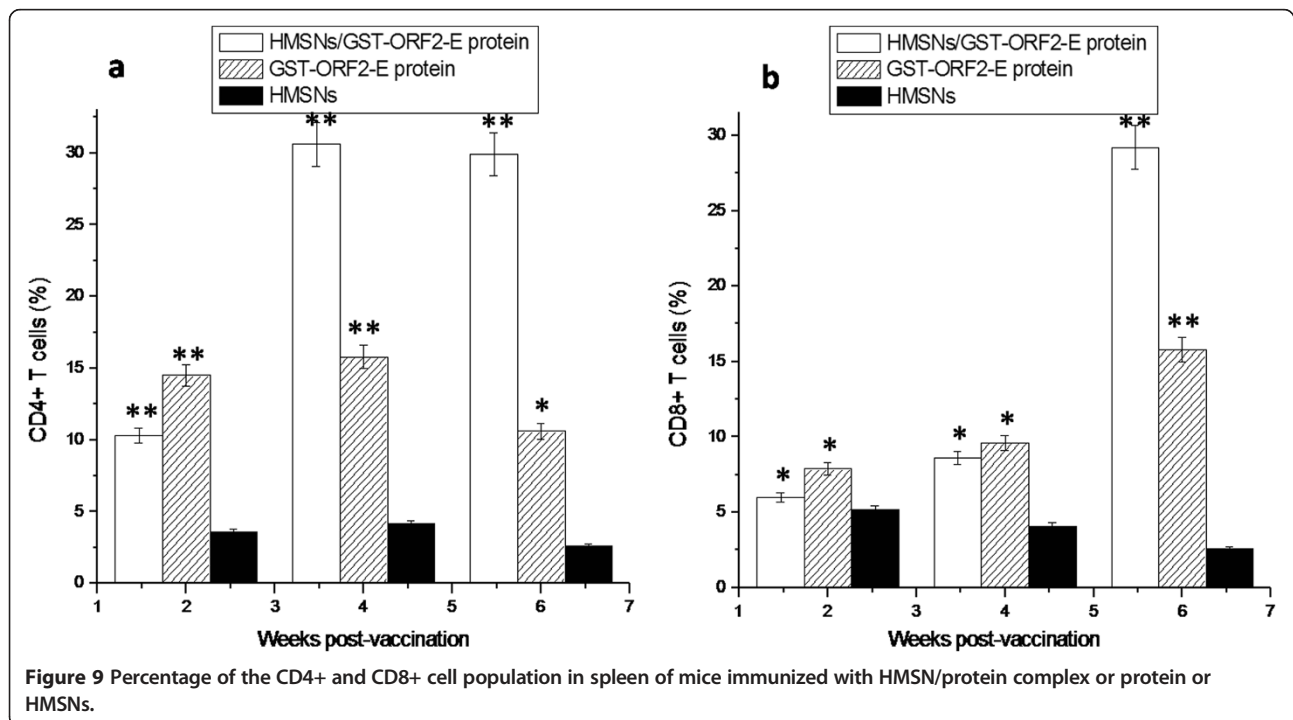 HMSNs/GST-ORF2-E protein
GST-ORF2-E protein
HMSNs
a
** **
**
**
**
*
30
25
20
15
10
5
0
CD4+ T cells (%)
1 2 3 4 5 6 7
Weeks post-vaccination
HMSNs/GST-ORF2-E protein
GST-ORF2-E protein
HMSNs
b
**
**
*
*
*
*
30
25
20
15
10
5
0
CD8+ T cells (%)
1 2 3 4 5 6 7
Weeks post-vaccination
Figure 9 Percentage of the CD4+ and CD8+ cell population in spleen of mice immunized with HMSN/protein complex or protein or
HMSNs.